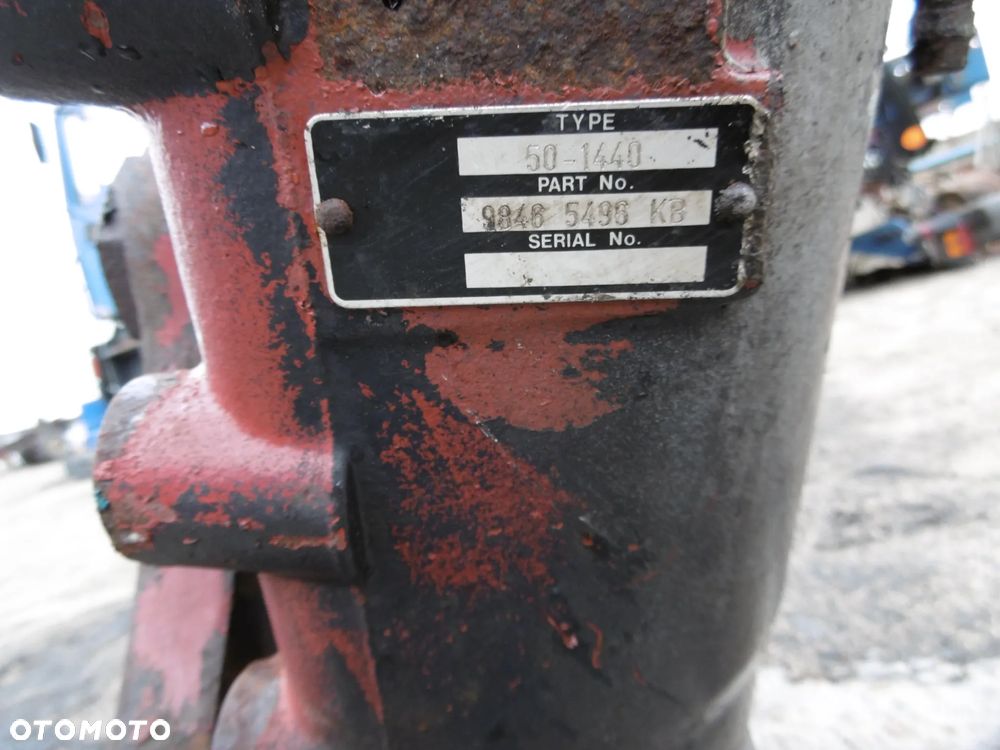 TYPE
50-1440
PART No.
9846 5496 KB
SERIAL No.
OTOMOTO